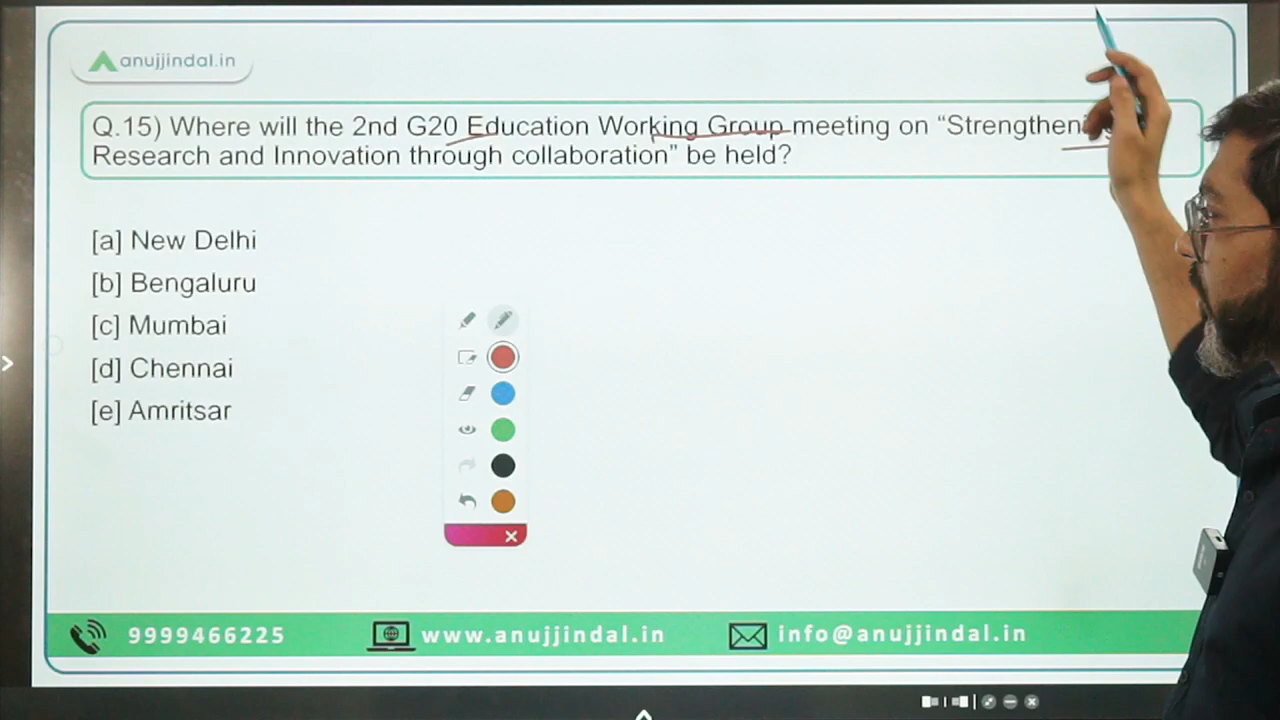 anujjindal.in
Q.15) Where will the 2nd G20 Education Working Group meeting on “Strengthening
Research and Innovation through collaboration” be held?
[a] New Delhi
[b] Bengaluru
[c] Mumbai
[d] Chennai
[e] Amritsar
9999466225 www.anujjindal.in info@anujjindal.in